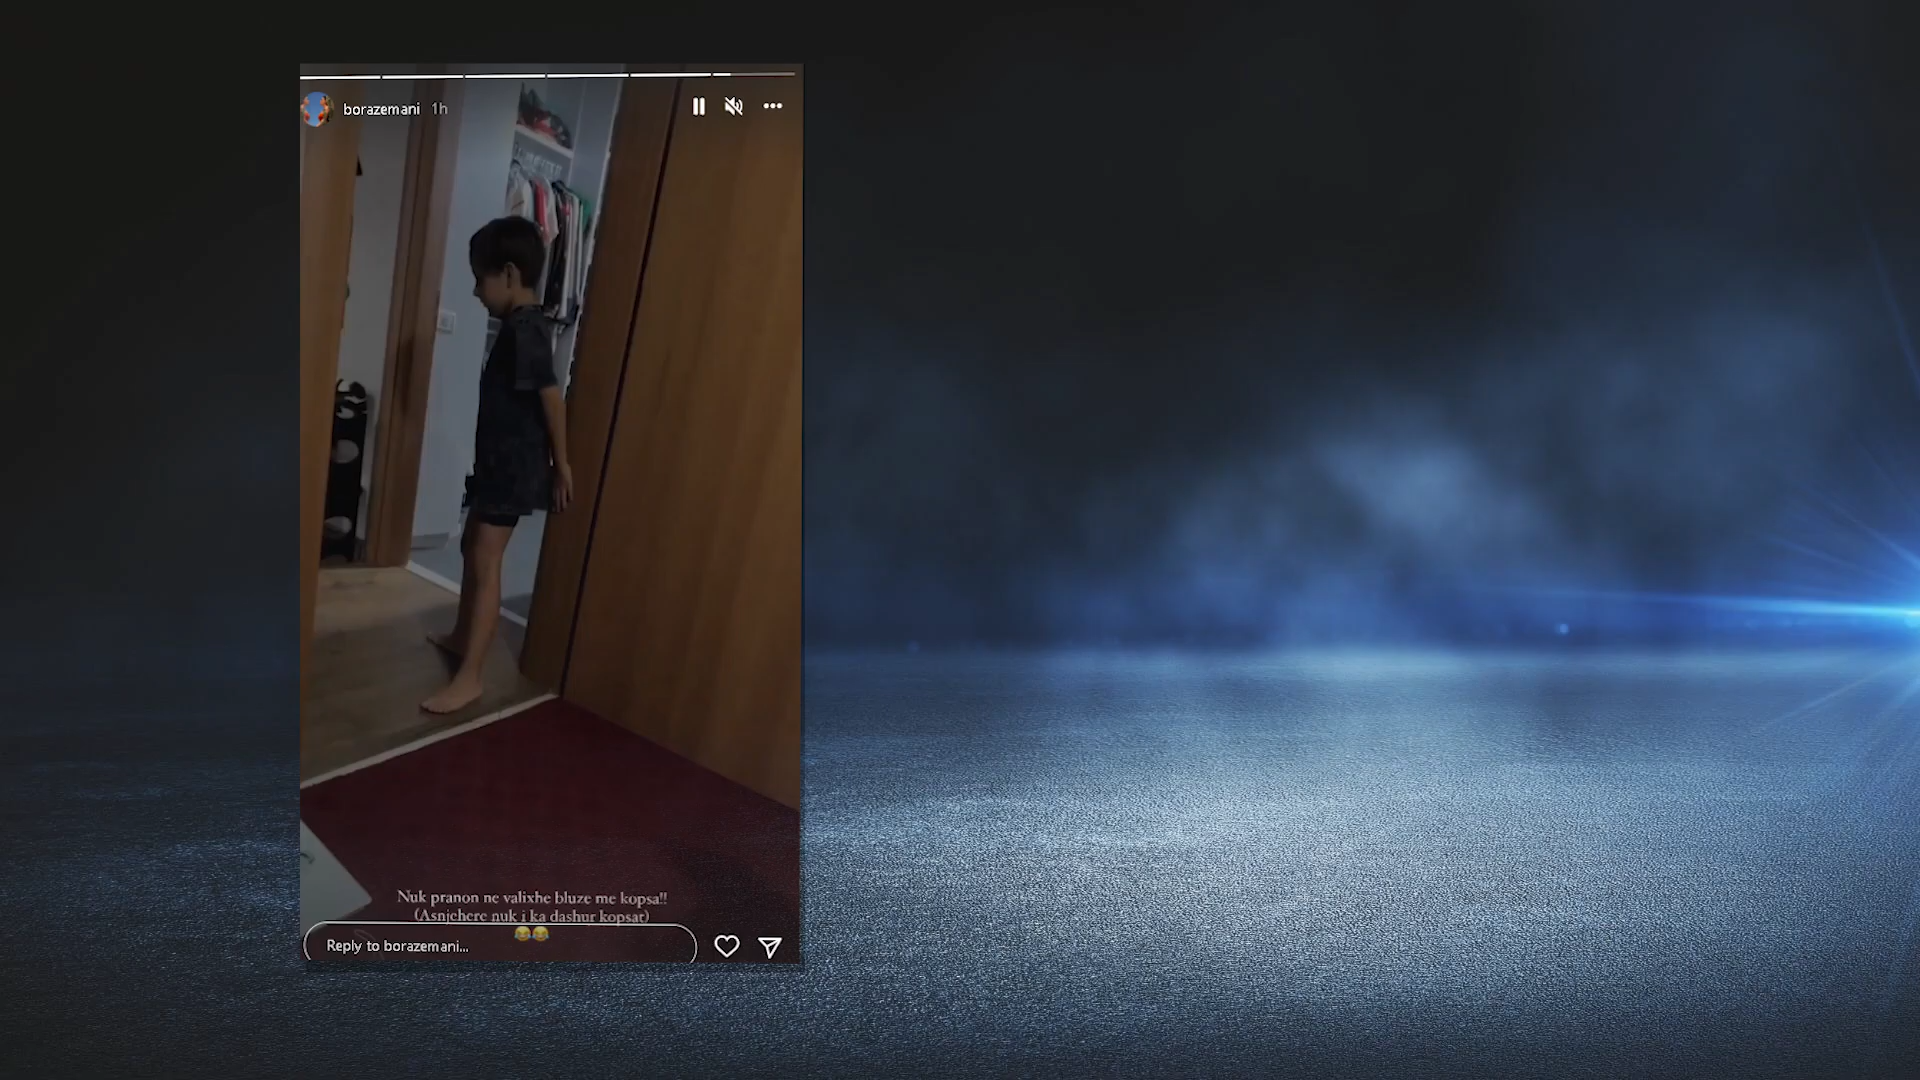 borazemani 1h
Nuk pranon ne valixhe bluze me kopsa!!
(Asnjehere nuk i ka dashur kopsat)
😂😂
Reply to borazemani...